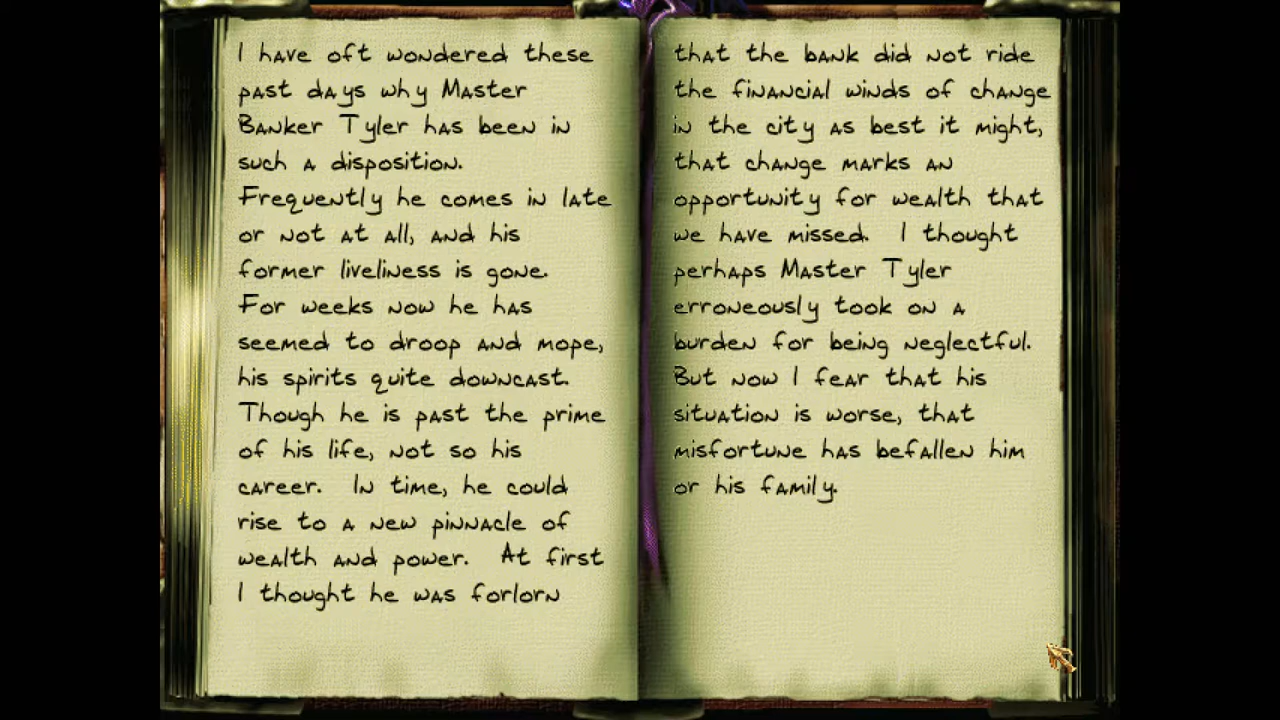 I have oft wondered these
past days why Master
Banker Tyler has been in
such a disposition.
Frequently he comes in late
or not at all, and his
former liveliness is gone.
For weeks now he has
seemed to droop and mope,
his spirits quite downcast.
Though he is past the prime
of his life, not so his
career.  In time, he could
rise to a new pinnacle of
wealth and power.  At first
I thought he was forlorn
that the bank did not ride
the financial winds of change
in the city as best it might,
that change marks an
opportunity for wealth that
we have missed.  I thought
perhaps Master Tyler
erroneously took on a
burden for being neglectful.
But now I fear that his
situation is worse, that
misfortune has befallen him
or his family.